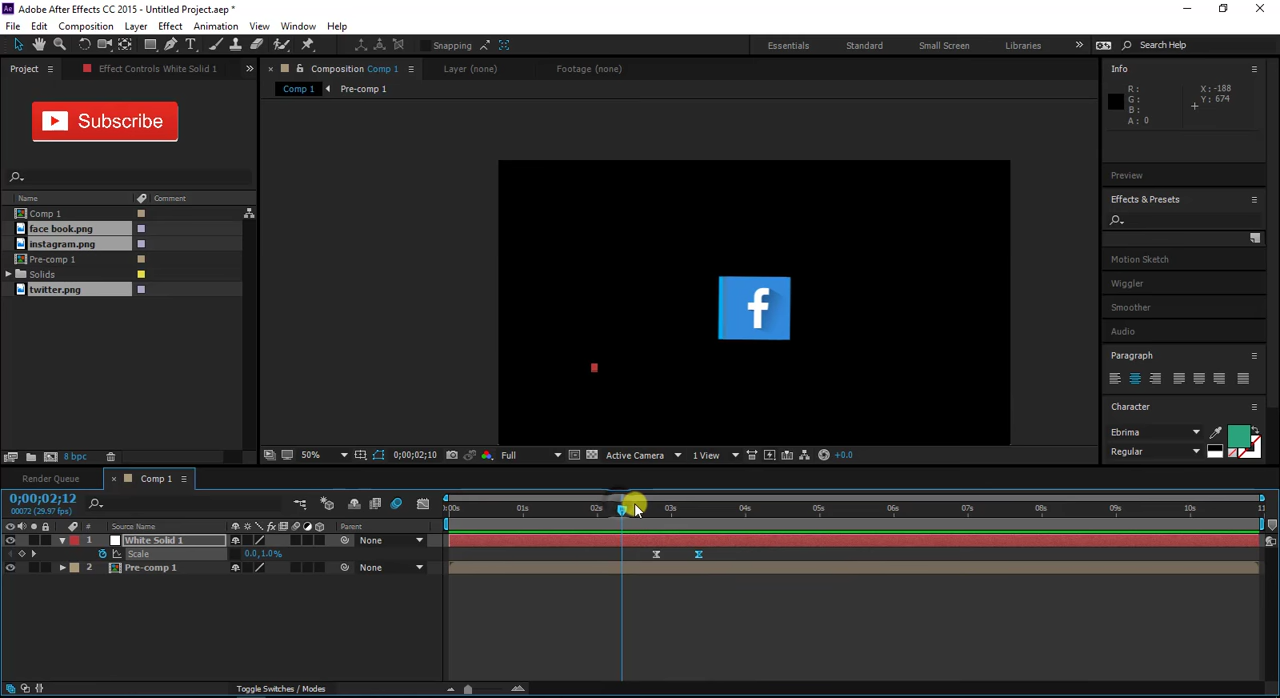 Adobe After Effects CC 2015 - Untitled Project.aep *
File Edit Composition Layer Effect Animation View Window Help
Snapping
Essentials Standard Small Screen Libraries Search Help
Project Effect Controls White Solid 1
Composition Comp 1 Layer (none) Footage (none)
Comp 1 Pre-comp 1
Subscribe
Name Comment
Comp 1
face book.png
instagram.png
Pre-comp 1
Solids
twitter.png
8 bpc
f
50% 0;00;02;10 Full Active Camera 1 View +0.0
Info
R:
G:
B:
A: 0
X: -188
Y: 674
Preview
Effects & Presets
Motion Sketch
Wiggler
Smoother
Audio
Paragraph
Character
Ebrima
Regular
Render Queue Comp 1
0;00;02;12
00072 (29.97 fps)
:00s 01s 02s 03s 04s 05s 06s 07s 08s 09s 10s 11
# Source Name Parent
1 White Solid 1 None
Scale 0.0,1.0%
2 Pre-comp 1 None
Toggle Switches / Modes